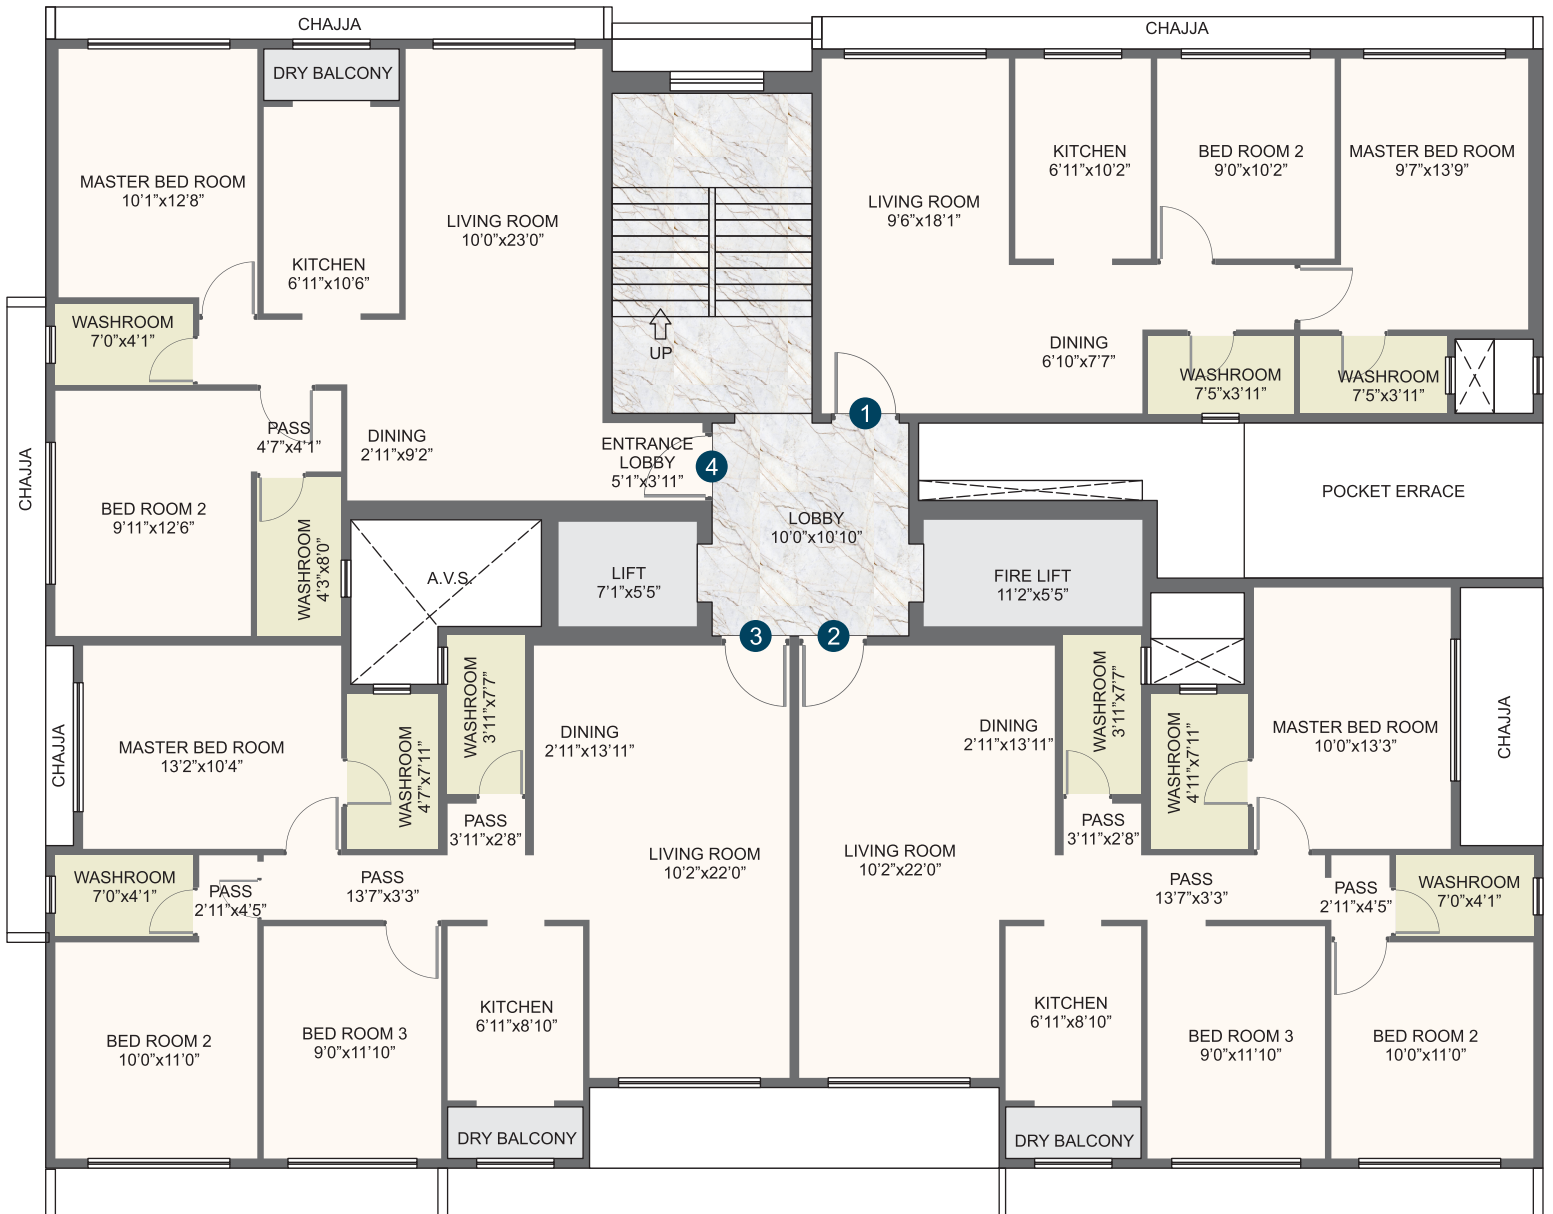 CHAJJA
CHAJJA
DRY BALCONY
MASTER BED ROOM
10’1”x12’8”
KITCHEN
6’11”x10’6”
LIVING ROOM
10’0”x23’0”
LIVING ROOM
9’6”x18’1”
KITCHEN
6’11”x10’2”
BED ROOM 2
9’0”x10’2”
MASTER BED ROOM
9’7”x13’9”
WASHROOM
7’0”x4’1”
UP
DINING
6’10”x7’7”
WASHROOM
7’5”x3’11”
WASHROOM
7’5”x3’11”
1
PASS
4’7”x4’1”
DINING
2’11”x9’2”
ENTRANCE
LOBBY
5’1”x3’11”
4
CHAJJA
BED ROOM 2
9’11”x12’6”
WASHROOM
4’3”x8’0”
A.V.S.
LIFT
7’1”x5’5”
LOBBY
10’0”x10’10”
FIRE LIFT
11’2”x5’5”
POCKET ERRACE
3
2
CHAJJA
MASTER BED ROOM
13’2”x10’4”
WASHROOM
4’7”x7’11”
WASHROOM
3’11”x7’7”
DINING
2’11”x13’11”
DINING
2’11”x13’11”
WASHROOM
3’11”x7’7”
WASHROOM
4’11”x7’11”
MASTER BED ROOM
10’0”x13’3”
CHAJJA
PASS
3’11”x2’8”
PASS
3’11”x2’8”
LIVING ROOM
10’2”x22’0”
LIVING ROOM
10’2”x22’0”
WASHROOM
7’0”x4’1”
PASS
2’11”x4’5”
PASS
13’7”x3’3”
PASS
13’7”x3’3”
PASS
2’11”x4’5”
WASHROOM
7’0”x4’1”
BED ROOM 2
10’0”x11’0”
BED ROOM 3
9’0”x11’10”
KITCHEN
6’11”x8’10”
KITCHEN
6’11”x8’10”
BED ROOM 3
9’0”x11’10”
BED ROOM 2
10’0”x11’0”
DRY BALCONY
DRY BALCONY